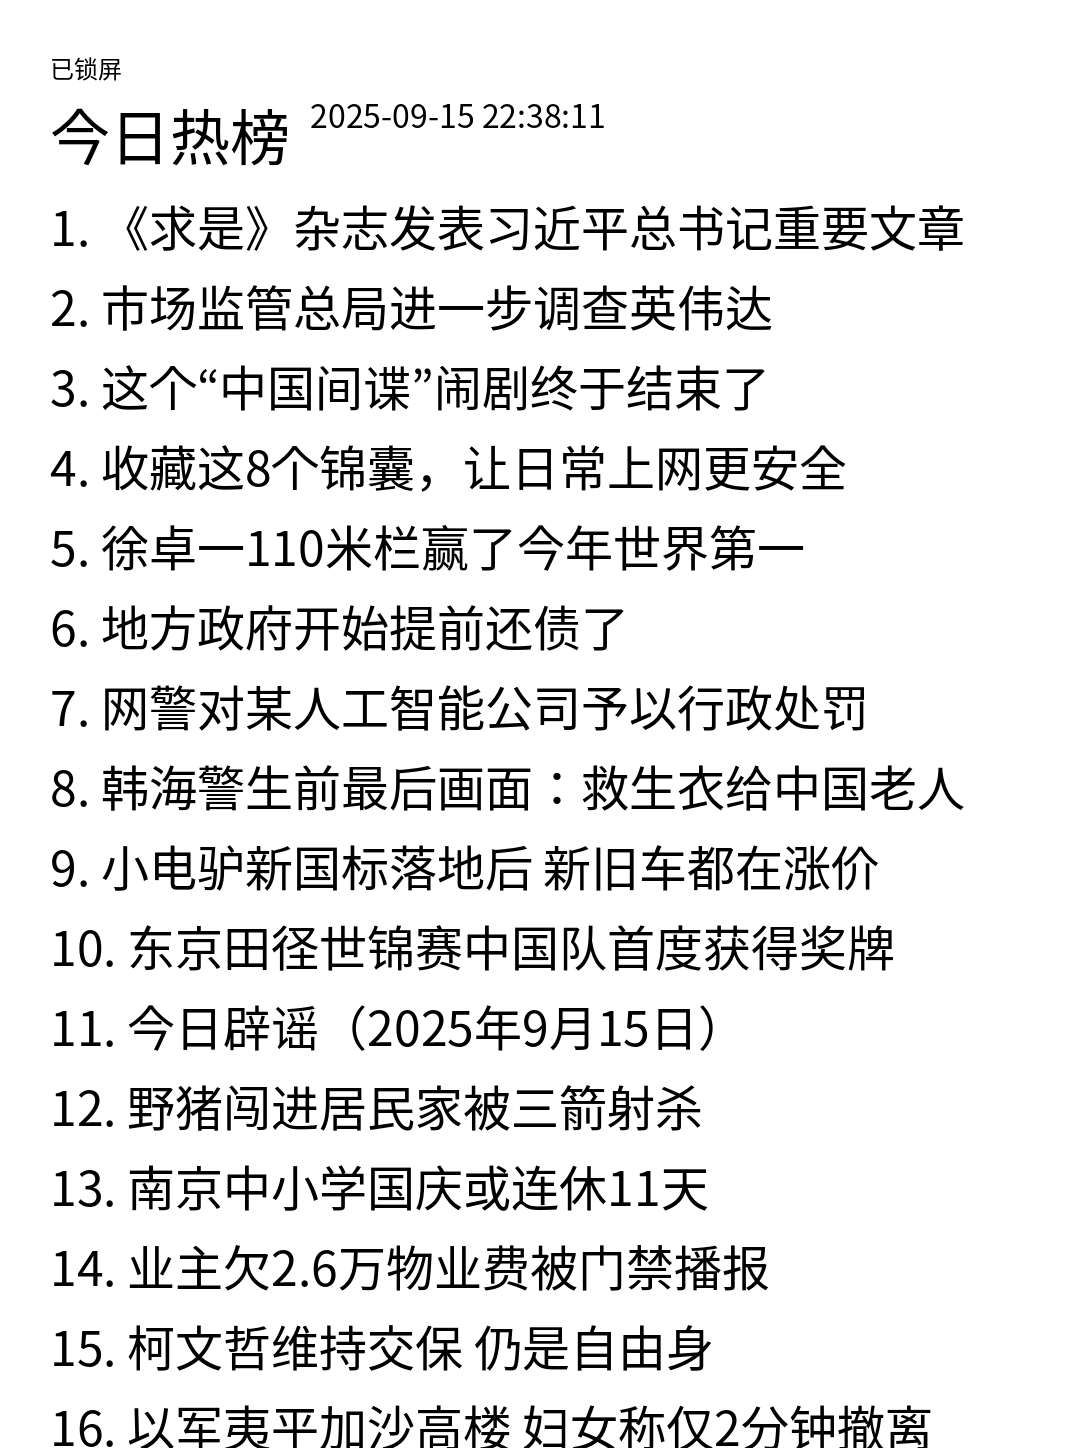 已锁屏
今日热榜 2025-09-15 22:38:11
1. 《求是》杂志发表习近平总书记重要文章
2. 市场监管总局进一步调查英伟达
3. 这个“中国间谍”闹剧终于结束了
4. 收藏这8个锦囊，让日常上网更安全
5. 徐卓一110米栏赢了今年世界第一
6. 地方政府开始提前还债了
7. 网警对某人工智能公司予以行政处罚
8. 韩海警生前最后画面：救生衣给中国老人
9. 小电驴新国标落地后 新旧车都在涨价
10. 东京田径世锦赛中国队首度获得奖牌
11. 今日辟谣（2025年9月15日）
12. 野猪闯进居民家被三箭射杀
13. 南京中小学国庆或连休11天
14. 业主欠2.6万物业费被门禁播报
15. 柯文哲维持交保 仍是自由身
16. 以军夷平加沙高楼 妇女称仅2分钟撤离